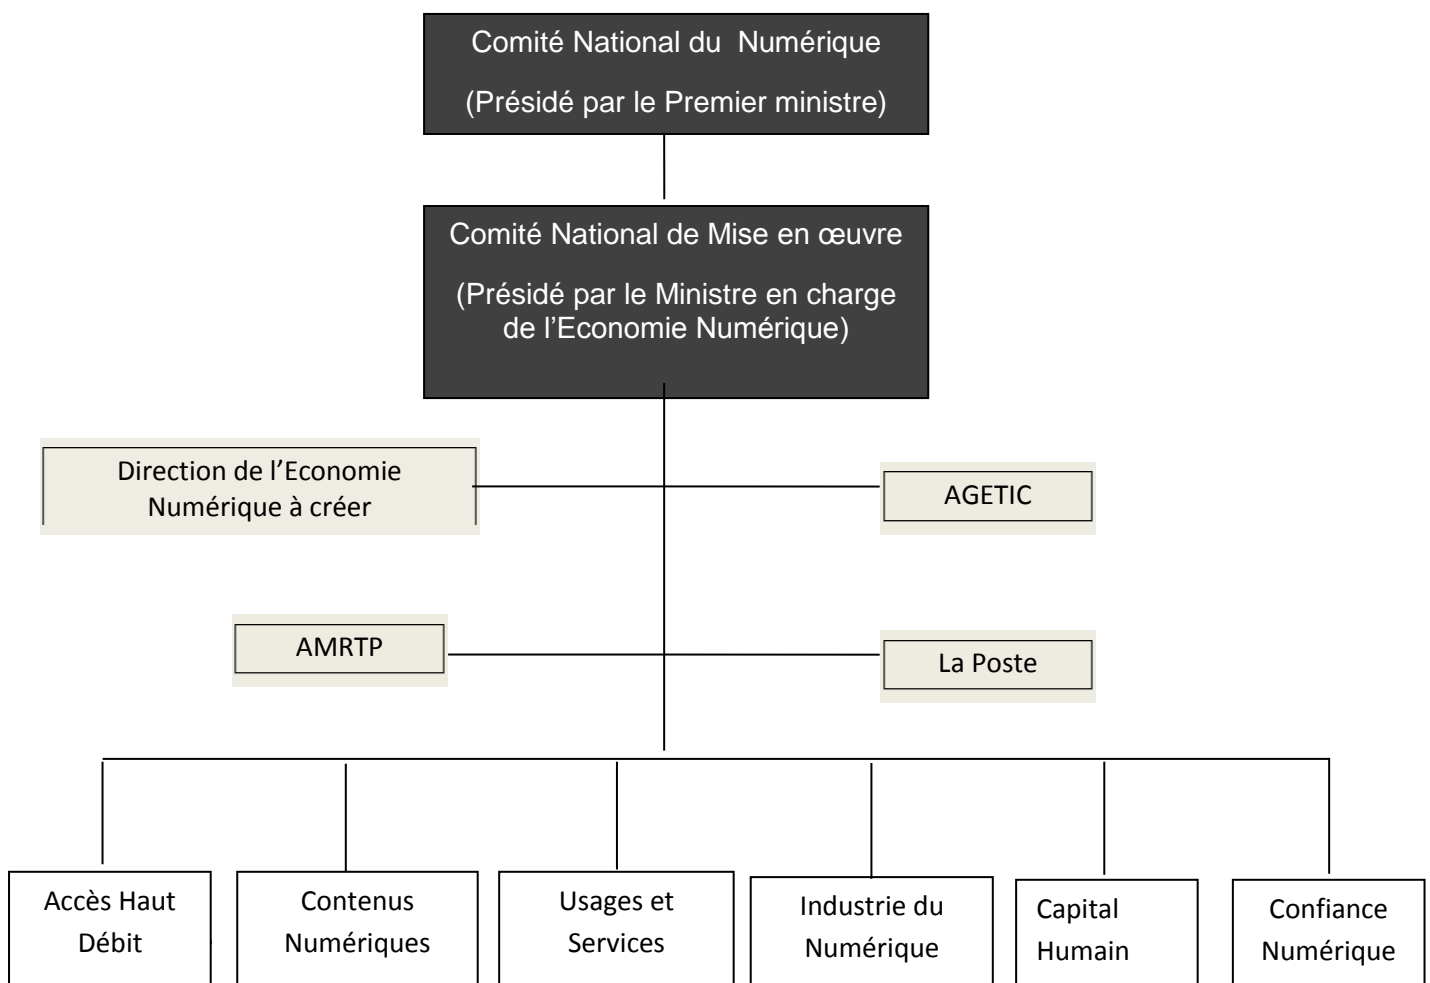 Comité National du  Numérique
(Présidé par le Premier ministre)
Comité National de Mise en œuvre
(Présidé par le Ministre en charge
de l’Economie Numérique)
Direction de l’Economie
Numérique à créer
AGETIC
AMRTP
La Poste
Accès Haut
Débit
Contenus
Numériques
Usages et
Services
Industrie du
Numérique
Capital
Humain
Confiance
Numérique